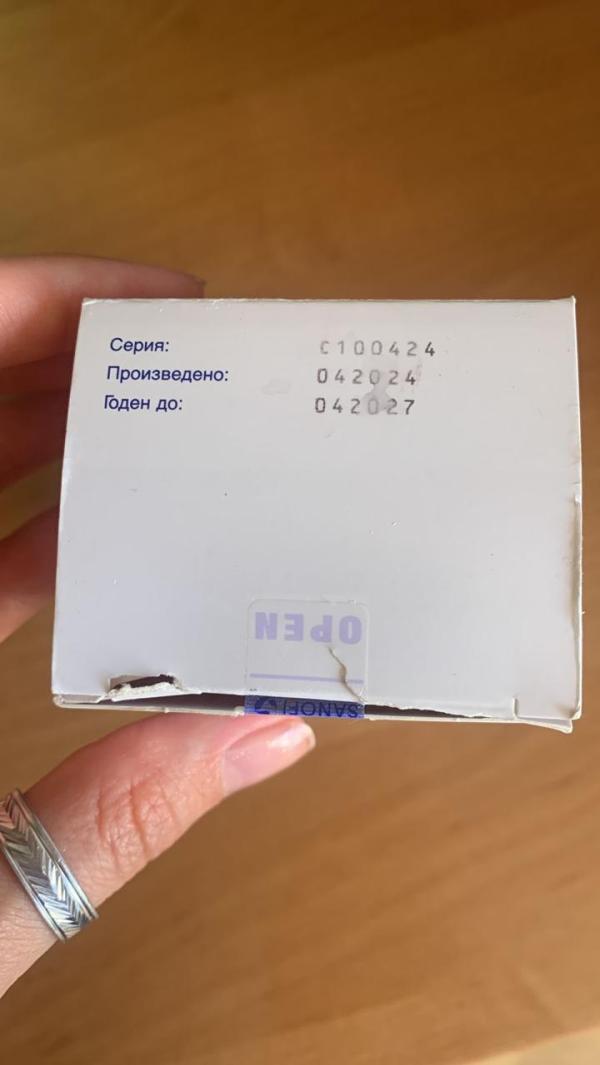 Серия: C100424
Произведено: 042024
Годен до: 042027
OPEN
SANOFI